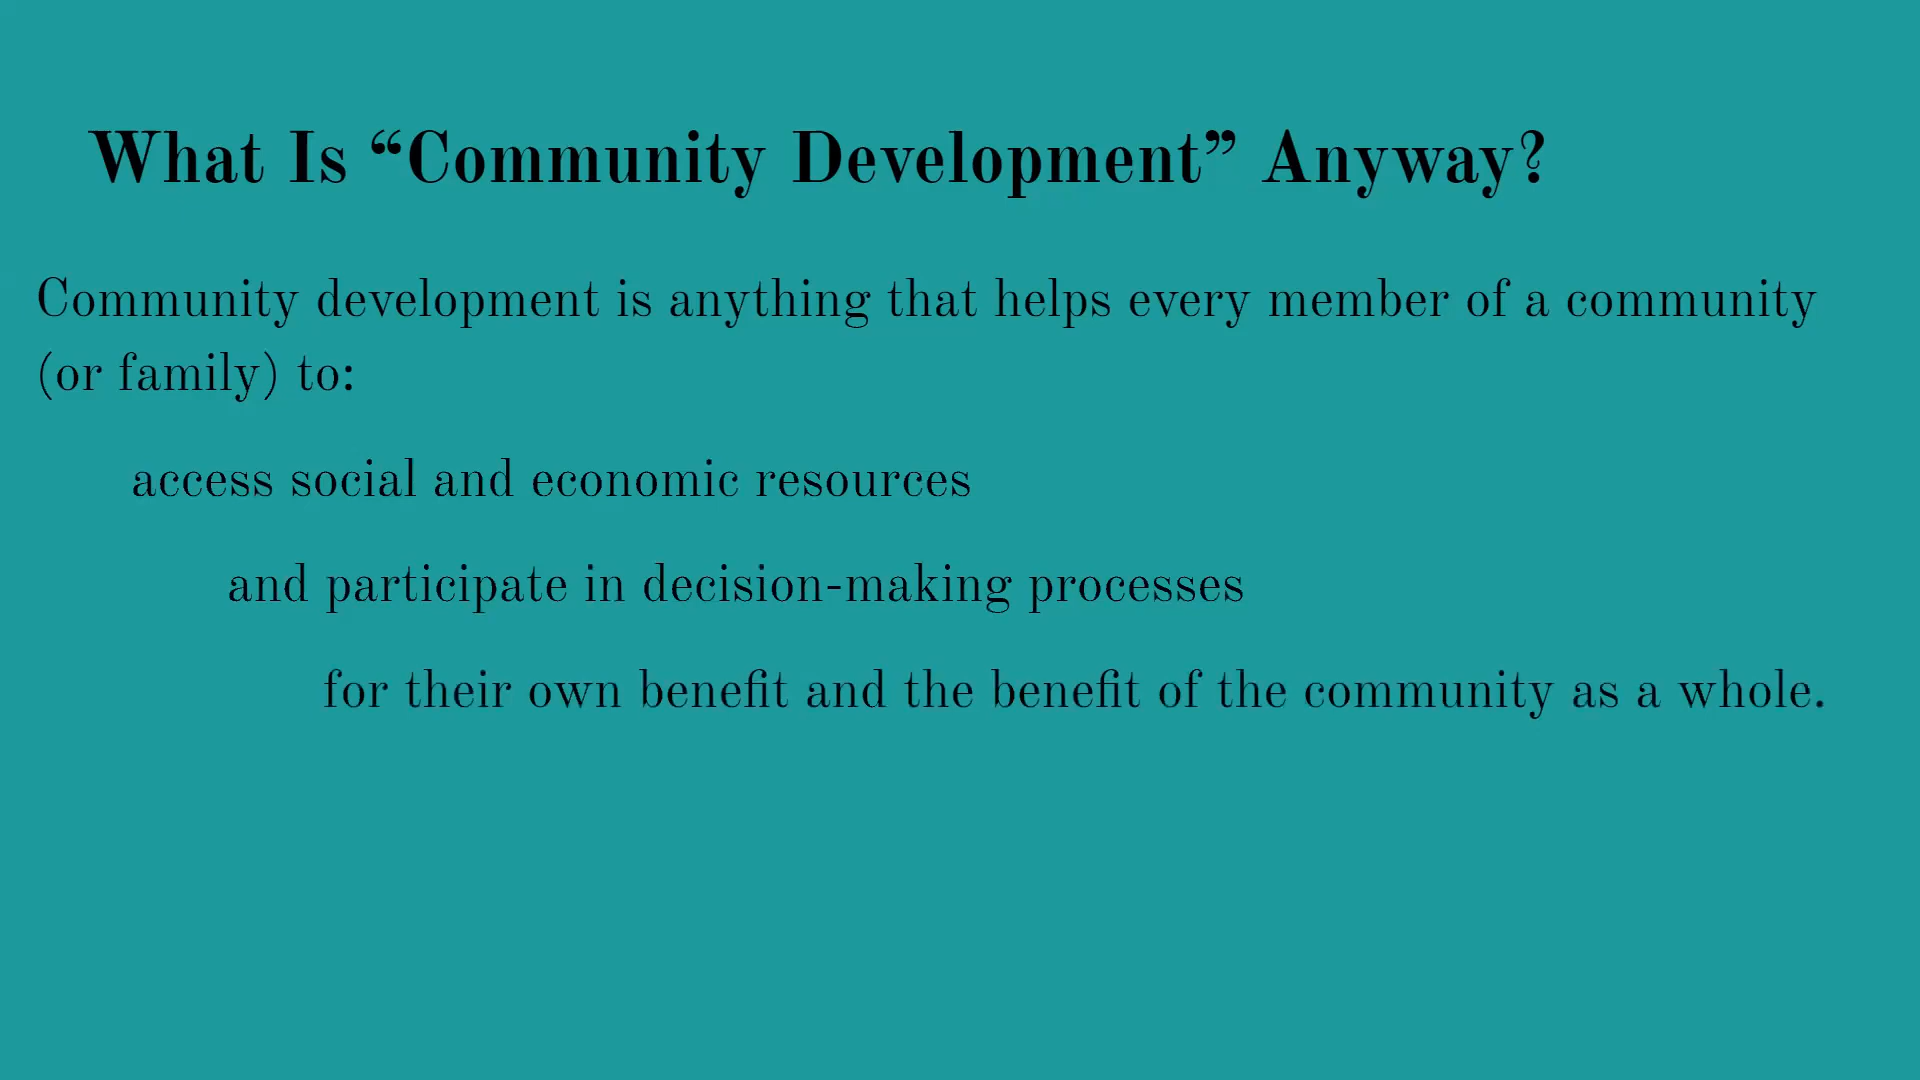 What Is “Community Development” Anyway?
Community development is anything that helps every member of a community
(or family) to:
access social and economic resources
and participate in decision-making processes
for their own benefit and the benefit of the community as a whole.